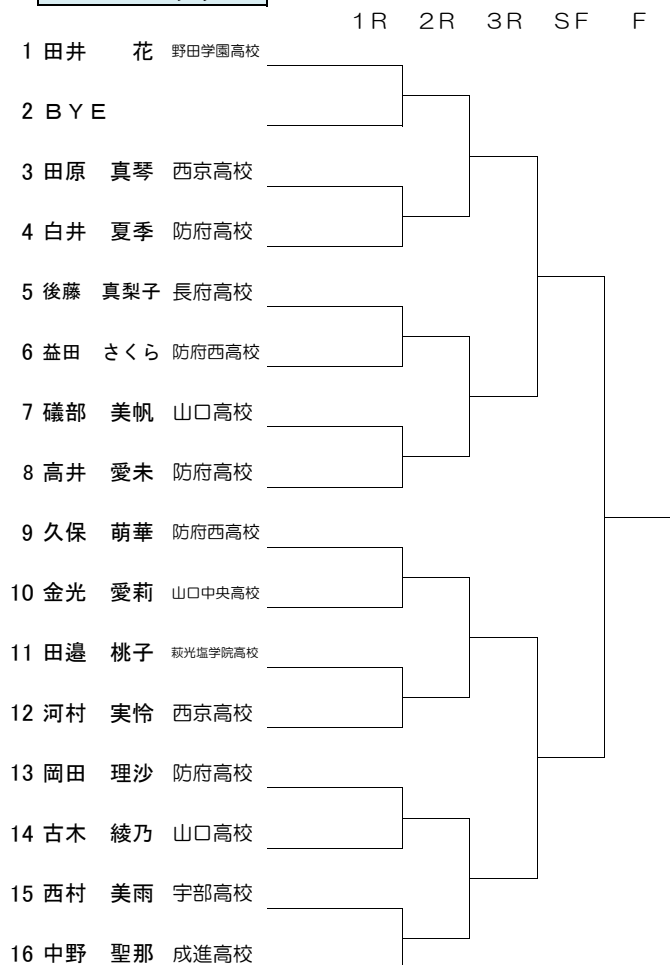 1R 2R 3R SF F
1 田井 花 野田学園高校
2 BYE
3 田原 真琴 西京高校
4 白井 夏季 防府高校
5 後藤 真梨子 長府高校
6 益田 さくら 防府西高校
7 礒部 美帆 山口高校
8 高井 愛未 防府高校
9 久保 萌華 防府西高校
10 金光 愛莉 山口中央高校
11 田邉 桃子 萩光塩学院高校
12 河村 実怜 西京高校
13 岡田 理沙 防府高校
14 古木 綾乃 山口高校
15 西村 美雨 宇部高校
16 中野 聖那 成進高校